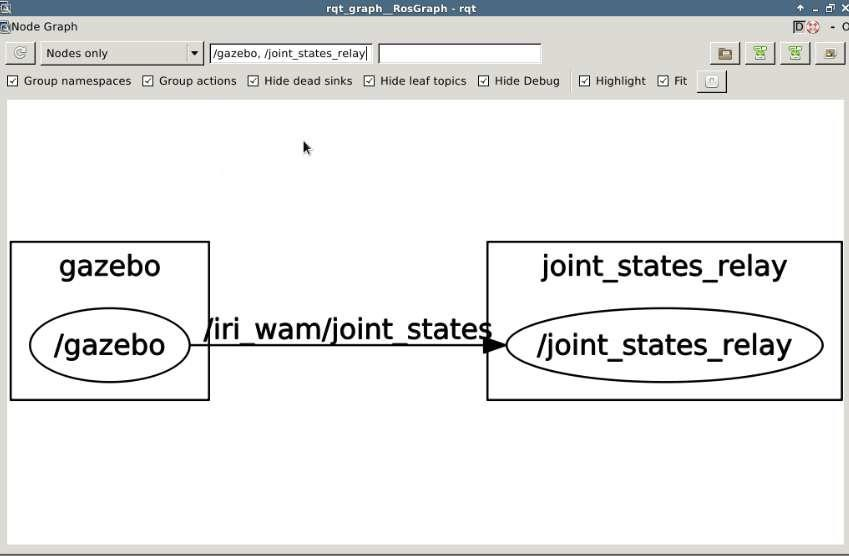 rqt_graph__RosGraph - rqt
Node Graph
D
- O
Nodes only
/gazebo, /joint_states_relay
Group namespaces
Group actions
Hide dead sinks
Hide leaf topics
Hide Debug
Highlight
Fit
gazebo
joint_states_relay
/gazebo
/iri_wam/joint_states
/joint_states_relay